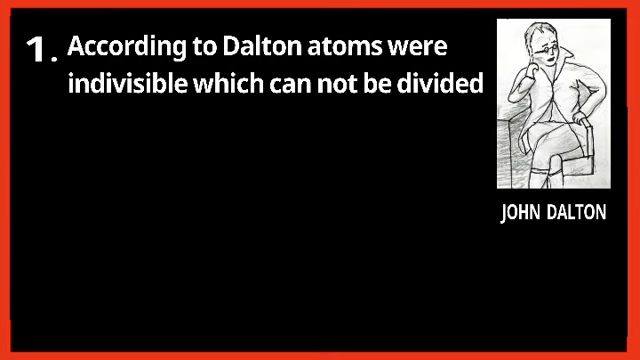 1. According to Dalton atoms were
indivisible which can not be divided
JOHN DALTON